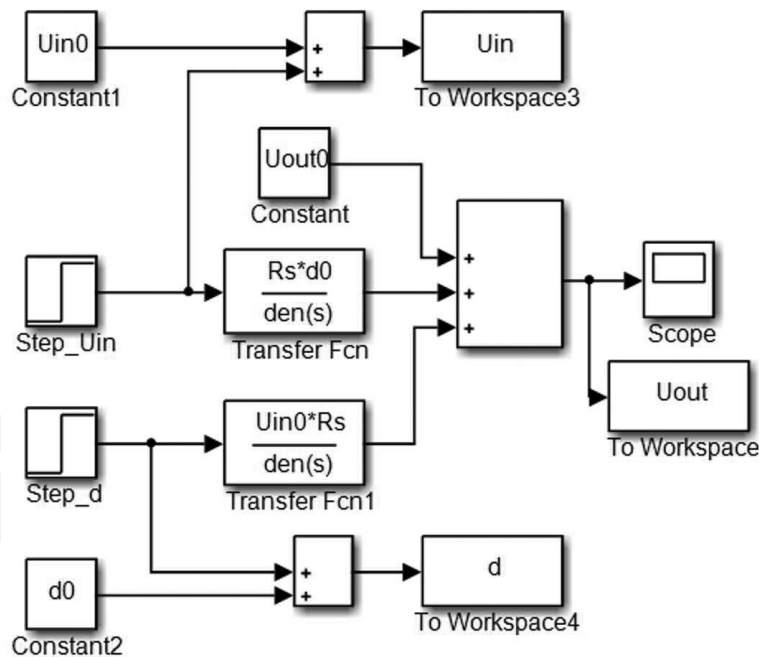 Uin0
Constant1
+
+
Uin
To Workspace3
Uout0
Constant
Step_Uin
Rs*d0
den(s)
Transfer Fcn
+
+
+
Scope
Uout
To Workspace
Step_d
Uin0*Rs
den(s)
Transfer Fcn1
d0
Constant2
+
+
d
To Workspace4